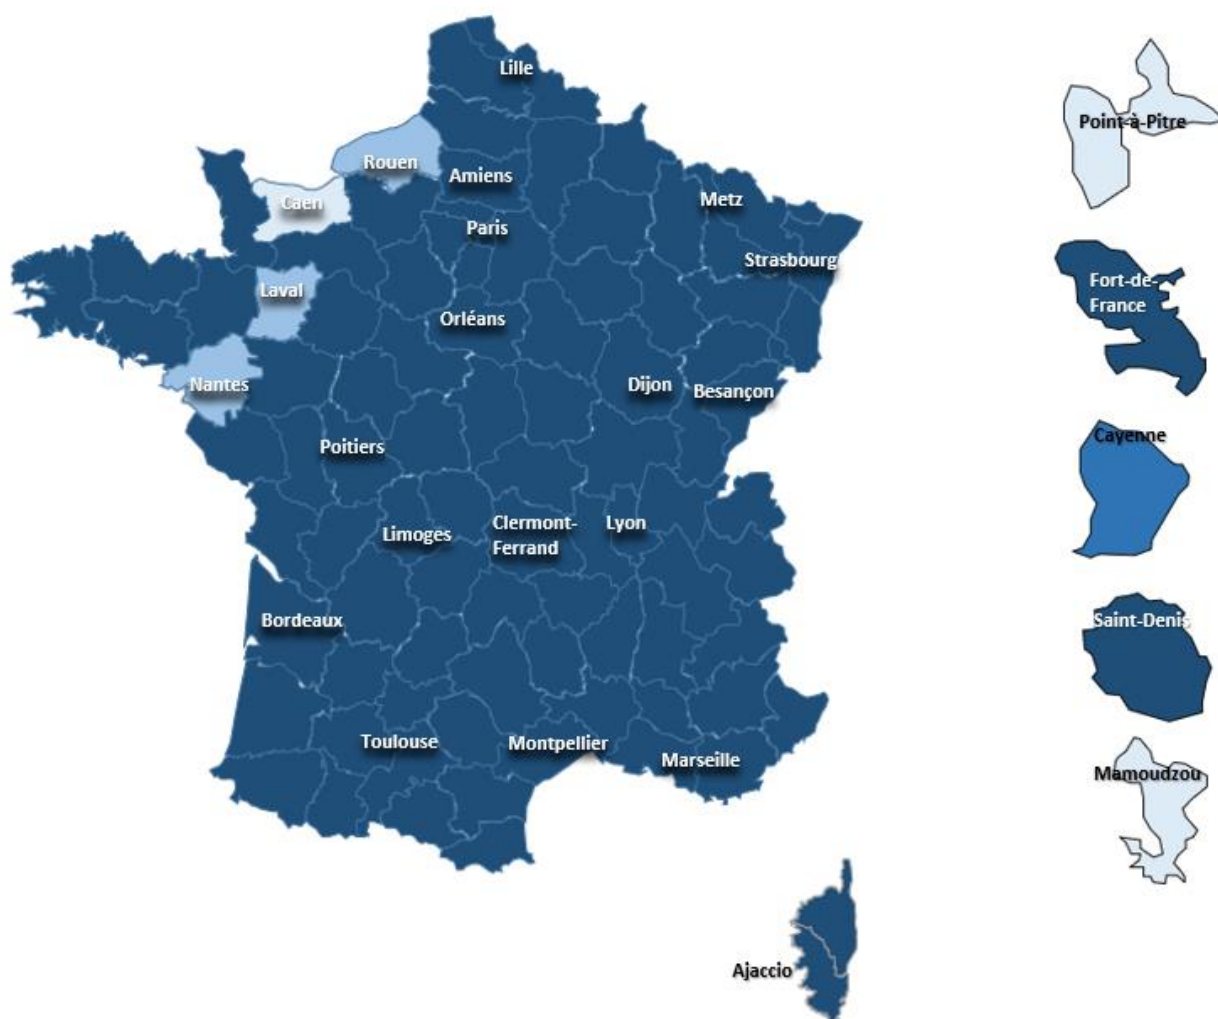 Lille
Point-à-Pitre
Rouen
Amiens
Metz
Caen
Paris
Strasbourg
Laval
Fort-de-
France
Orléans
Nantes
Dijon
Besançon
Cayenne
Poitiers
Limoges
Clermont-
Ferrand
Lyon
Bordeaux
Saint-Denis
Toulouse
Montpellier
Marseille
Mamoudzou
Ajaccio